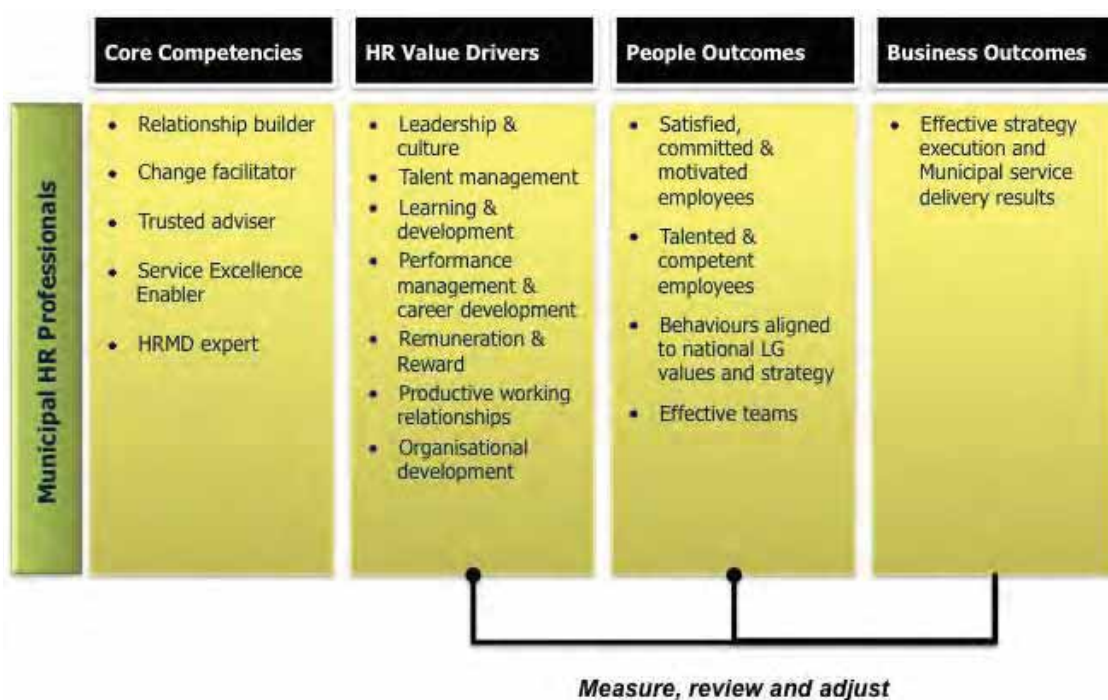 Core Competencies
HR Value Drivers
People Outcomes
Business Outcomes
Municipal HR Professionals
• Relationship builder
• Change facilitator
• Trusted adviser
• Service Excellence
Enabler
• HRMD expert
• Leadership &
culture
• Talent management
• Learning &
development
• Performance
management &
career development
• Remuneration &
Reward
• Productive working
relationships
• Organisational
development
• Satisfied,
committed &
motivated
employees
• Talented &
competent
employees
• Behaviours aligned
to national LG
values and strategy
• Effective teams
• Effective strategy
execution and
Municipal service
delivery results
Measure, review and adjust